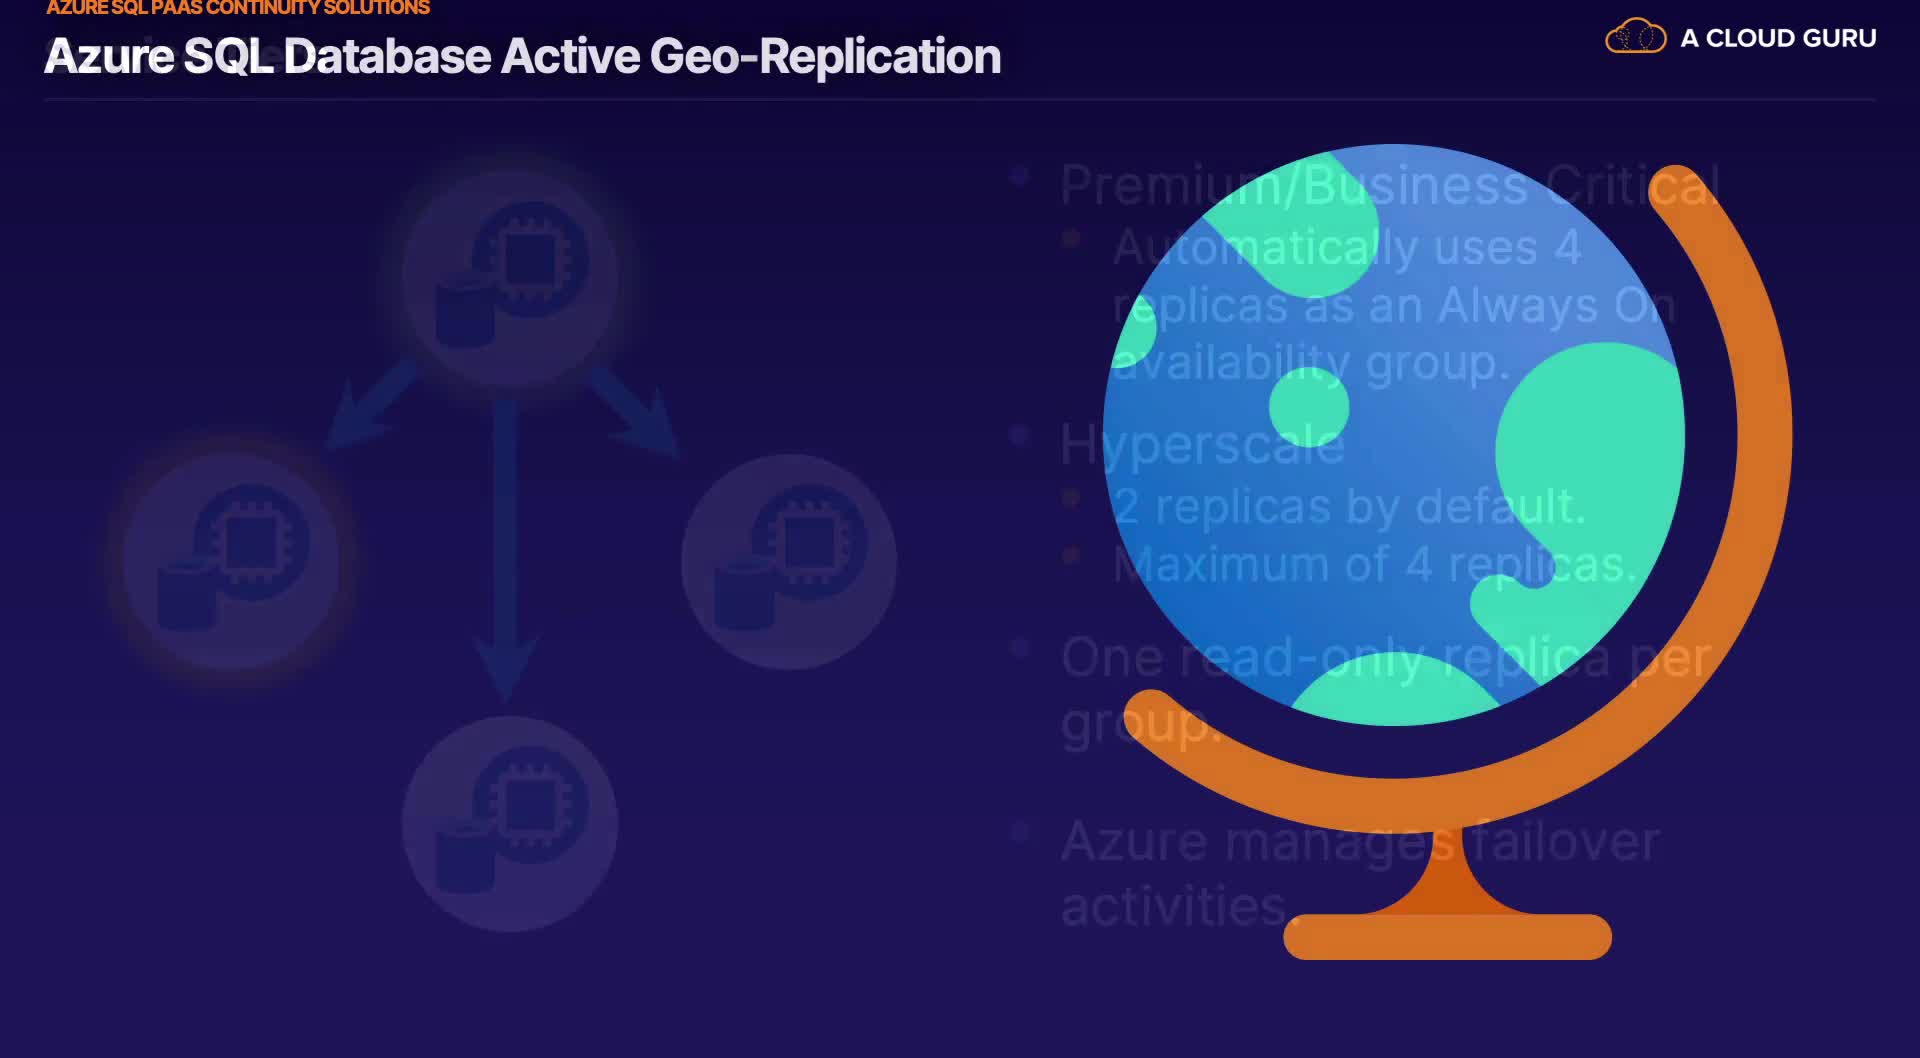 AZURE SQL PAAS CONTINUITY SOLUTIONS
Azure SQL Database Active Geo-Replication
A CLOUD GURU
Premium/Business Critical
Automatically uses 4
replicas as an Always On
availability group.
Hyperscale
2 replicas by default.
Maximum of 4 replicas.
One read-only replica per
group.
Azure manages failover
activities.